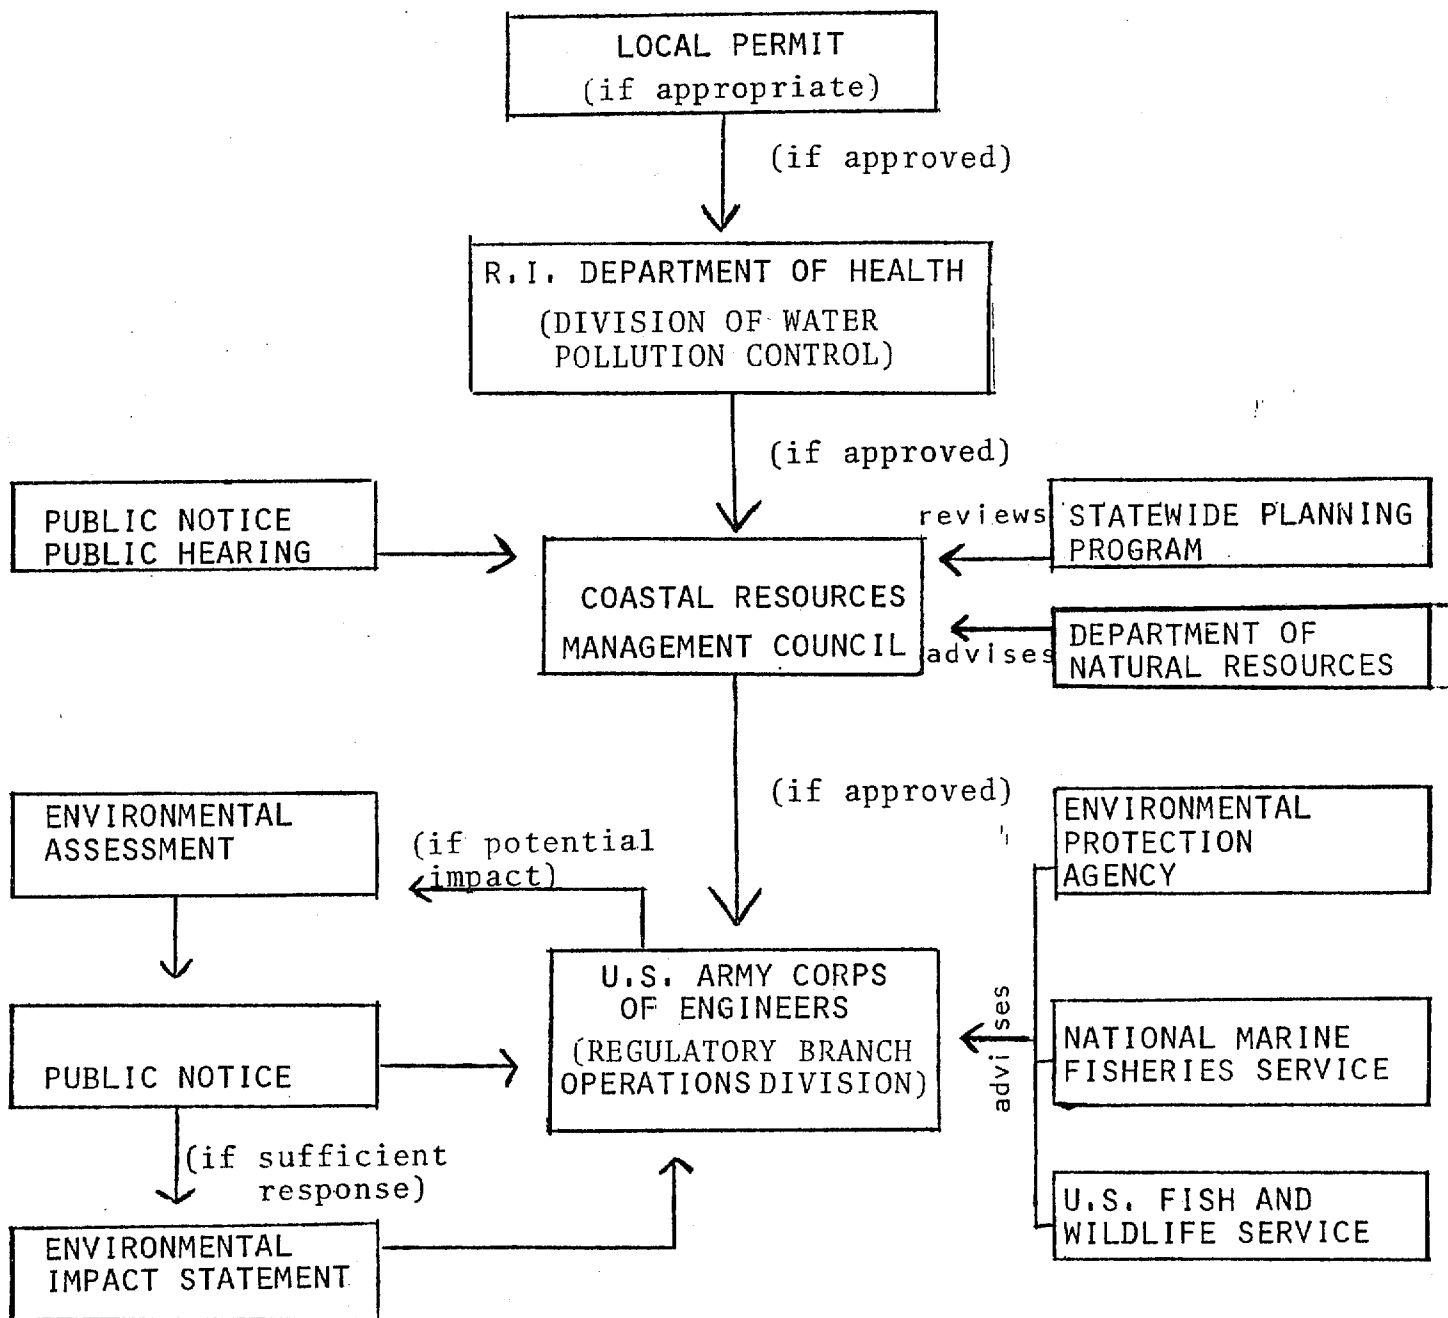 LOCAL PERMIT
(if appropriate)
(if approved)
R.I. DEPARTMENT OF HEALTH
(DIVISION OF WATER
POLLUTION CONTROL)
(if approved)
PUBLIC NOTICE
PUBLIC HEARING
reviews
STATEWIDE PLANNING
PROGRAM
COASTAL RESOURCES
MANAGEMENT COUNCIL
advises
DEPARTMENT OF
NATURAL RESOURCES
(if approved)
ENVIRONMENTAL
ASSESSMENT
(if potential
impact)
ENVIRONMENTAL
PROTECTION
AGENCY
U.S. ARMY CORPS
OF ENGINEERS
(REGULATORY BRANCH
OPERATIONS DIVISION)
advises
PUBLIC NOTICE
NATIONAL MARINE
FISHERIES SERVICE
(if sufficient
response)
U.S. FISH AND
WILDLIFE SERVICE
ENVIRONMENTAL
IMPACT STATEMENT